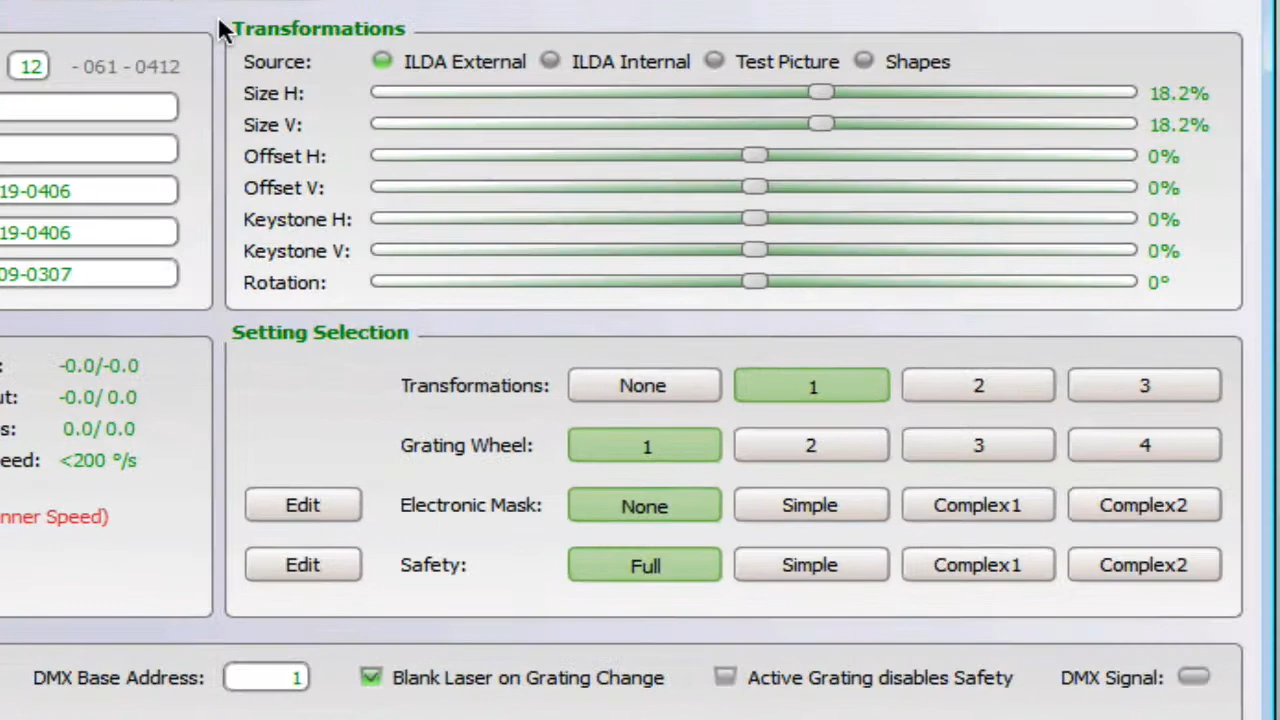 Transformations
12 - 061 - 0412
Source: ILDA External ILDA Internal Test Picture Shapes
Size H: 18.2%
Size V: 18.2%
Offset H: 0%
19-0406 Offset V: 0%
19-0406 Keystone H: 0%
Keystone V: 0%
09-0307 Rotation: 0°
Setting Selection
: -0.0/-0.0
Transformations: None 1 2 3
ut: -0.0/ 0.0
s: 0.0/ 0.0
Grating Wheel: 1 2 3 4
eed: <200 °/s
Edit Electronic Mask: None Simple Complex1 Complex2
nner Speed)
Edit Safety: Full Simple Complex1 Complex2
DMX Base Address: 1 Blank Laser on Grating Change Active Grating disables Safety DMX Signal: